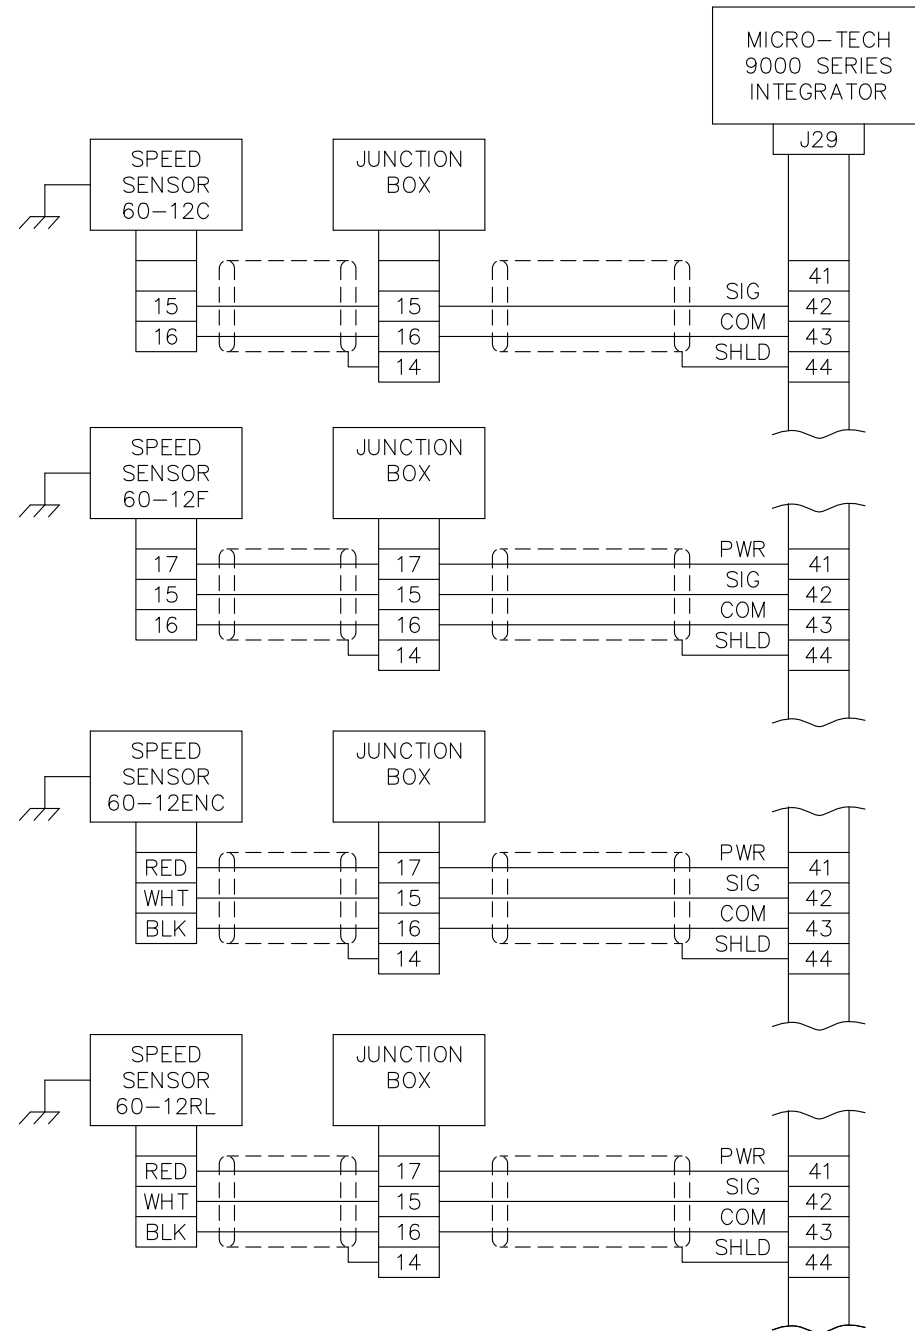 MICRO-TECH
9000 SERIES
INTEGRATOR
J29
SPEED
SENSOR
60-12C
JUNCTION
BOX
41
15
15
SIG
42
16
16
COM
43
14
SHLD
44
SPEED
SENSOR
60-12F
JUNCTION
BOX
17
17
PWR
41
15
15
SIG
42
16
16
COM
43
14
SHLD
44
SPEED
SENSOR
60-12ENC
JUNCTION
BOX
RED
17
PWR
41
WHT
15
SIG
42
BLK
16
COM
43
14
SHLD
44
SPEED
SENSOR
60-12RL
JUNCTION
BOX
RED
17
PWR
41
WHT
15
SIG
42
BLK
16
COM
43
14
SHLD
44